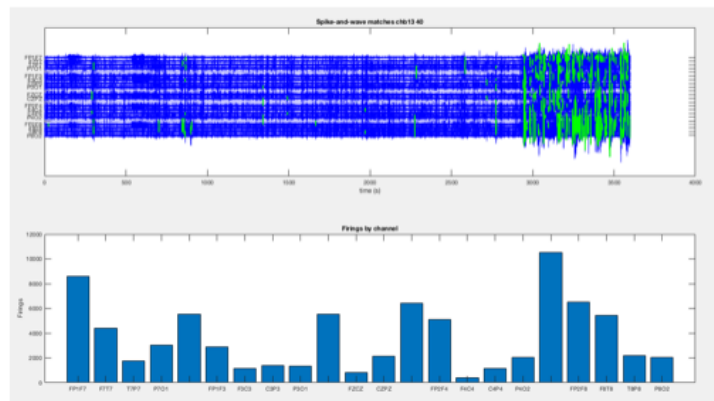 Spike-and-wave matches chb13 40
0 500 1000 1500 2000 2500 3000 3500 4000
time (s)
Firings by channel
12000
10000
8000
6000
4000
2000
0
Firings
FP1F7 F7T7 T7P7 P7O1 FP1F3 F3C3 C3P3 P3O1 FZCZ CZPZ FP2F4 F4C4 C4P4 P4O2 FP2F8 F8T8 T8P8 P8O2